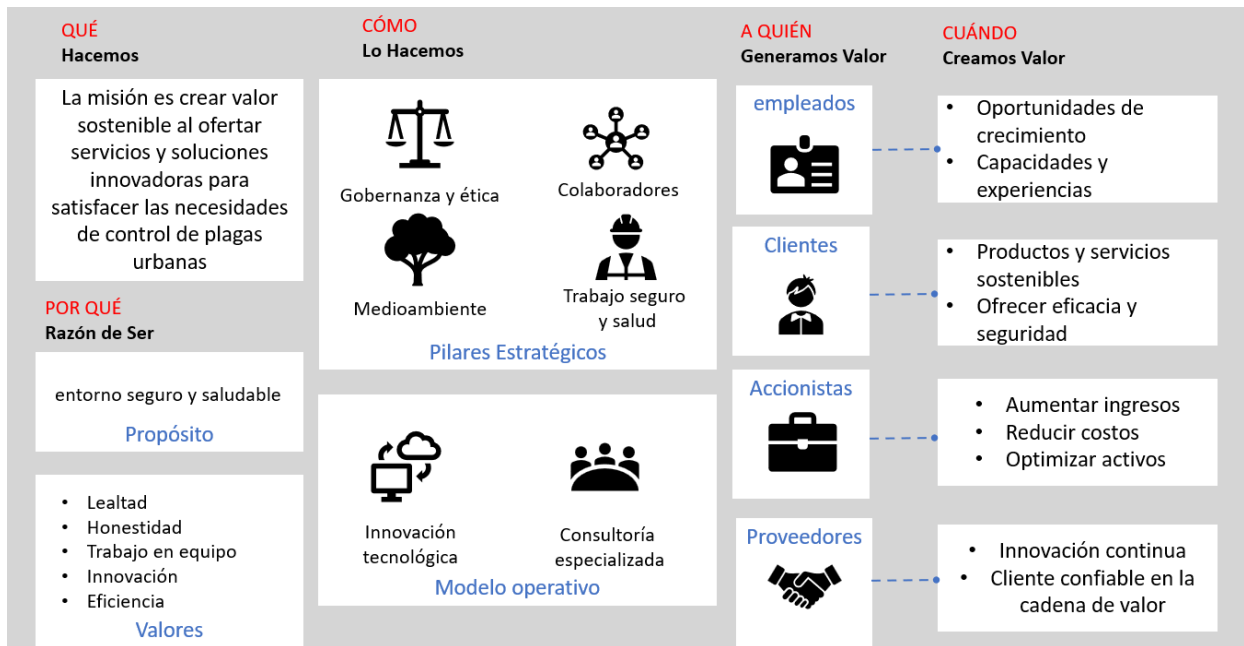 QUÉ
Hacemos
La misión es crear valor
sostenible al ofertar
servicios y soluciones
innovadoras para
satisfacer las necesidades
de control de plagas
urbanas
POR QUÉ
Razón de Ser
entorno seguro y saludable
Propósito
• Lealtad
• Honestidad
• Trabajo en equipo
• Innovación
• Eficiencia
Valores
CÓMO
Lo Hacemos
Gobernanza y ética
Colaboradores
Medioambiente
Trabajo seguro
y salud
Pilares Estratégicos
Innovación
tecnológica
Consultoría
especializada
Modelo operativo
A QUIÉN
Generamos Valor
empleados
Clientes
Accionistas
Proveedores
CUÁNDO
Creamos Valor
• Oportunidades de
crecimiento
• Capacidades y
experiencias
• Productos y servicios
sostenibles
• Ofrecer eficacia y
seguridad
• Aumentar ingresos
• Reducir costos
• Optimizar activos
• Innovación continua
• Cliente confiable en la
cadena de valor